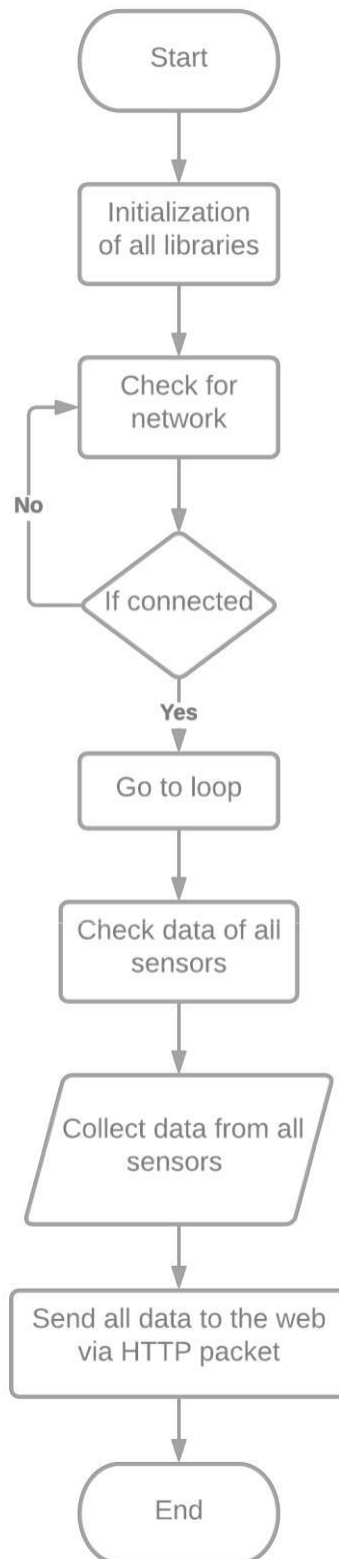 Start
Initialization
of all libraries
Check for
network
No
If connected
Yes
Go to loop
Check data of all
sensors
Collect data from all
sensors
Send all data to the web
via HTTP packet
End